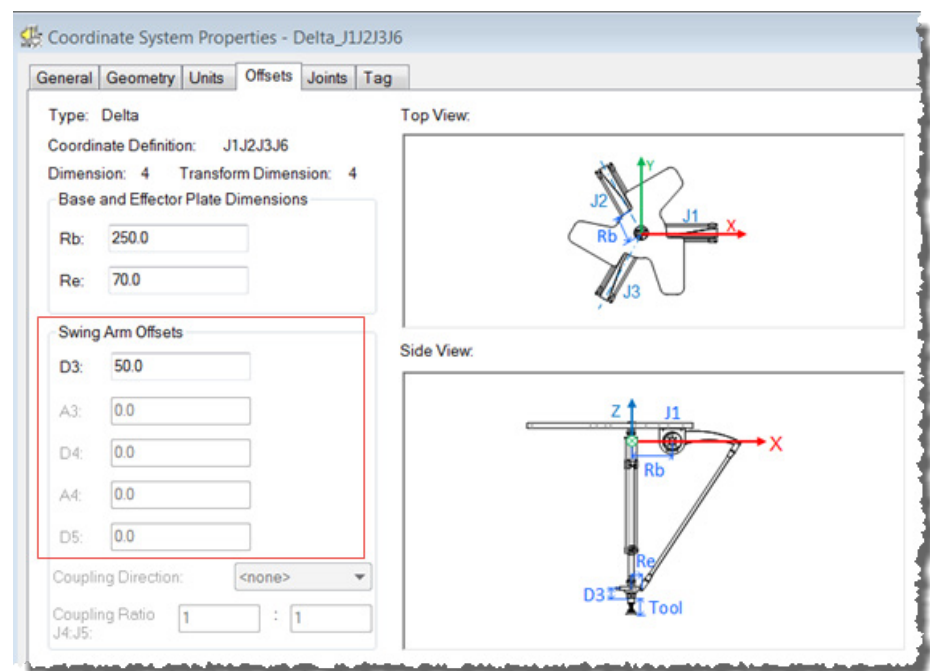 Coordinate System Properties - Delta_J1J2J3J6
General Geometry Units Offsets Joints Tag
Type: Delta
Coordinate Definition: J1J2J3J6
Dimension: 4 Transform Dimension: 4
Base and Effector Plate Dimensions
Rb: 250.0
Re: 70.0
Swing Arm Offsets
D3: 50.0
A3: 0.0
D4: 0.0
A4: 0.0
D5: 0.0
Coupling Direction: <none>
Coupling Ratio 1 : 1
J4:J5:
Top View:
Y
J2
J1 X
Rb
J3
Side View:
Z J1
X
Rb
Re
D3
Tool